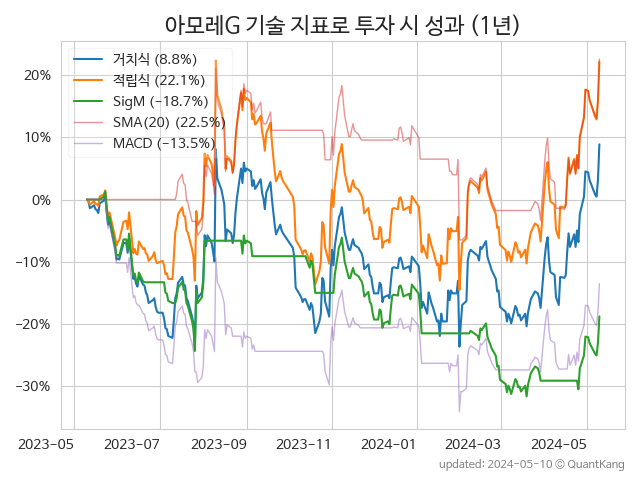 아모레G 기술 지표로 투자 시 성과 (1년)
거치식 (8.8%)
적립식 (22.1%)
SigM (−18.7%)
SMA(20) (22.5%)
MACD (−13.5%)
20%
10%
0%
−10%
−20%
−30%
2023-05
2023-07
2023-09
2023-11
2024-01
2024-03
2024-05
updated: 2024-05-10 © QuantKang